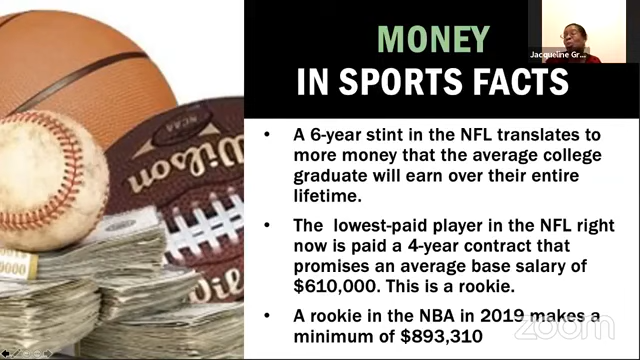 MONEY
IN SPORTS FACTS
Jacqueline Gr...
• A 6-year stint in the NFL translates to
more money that the average college
graduate will earn over their entire
lifetime.
• The lowest-paid player in the NFL right
now is paid a 4-year contract that
promises an average base salary of
$610,000. This is a rookie.
• A rookie in the NBA in 2019 makes a
minimum of $893,310
zoom
NCAA
Wilson
Wil
0000